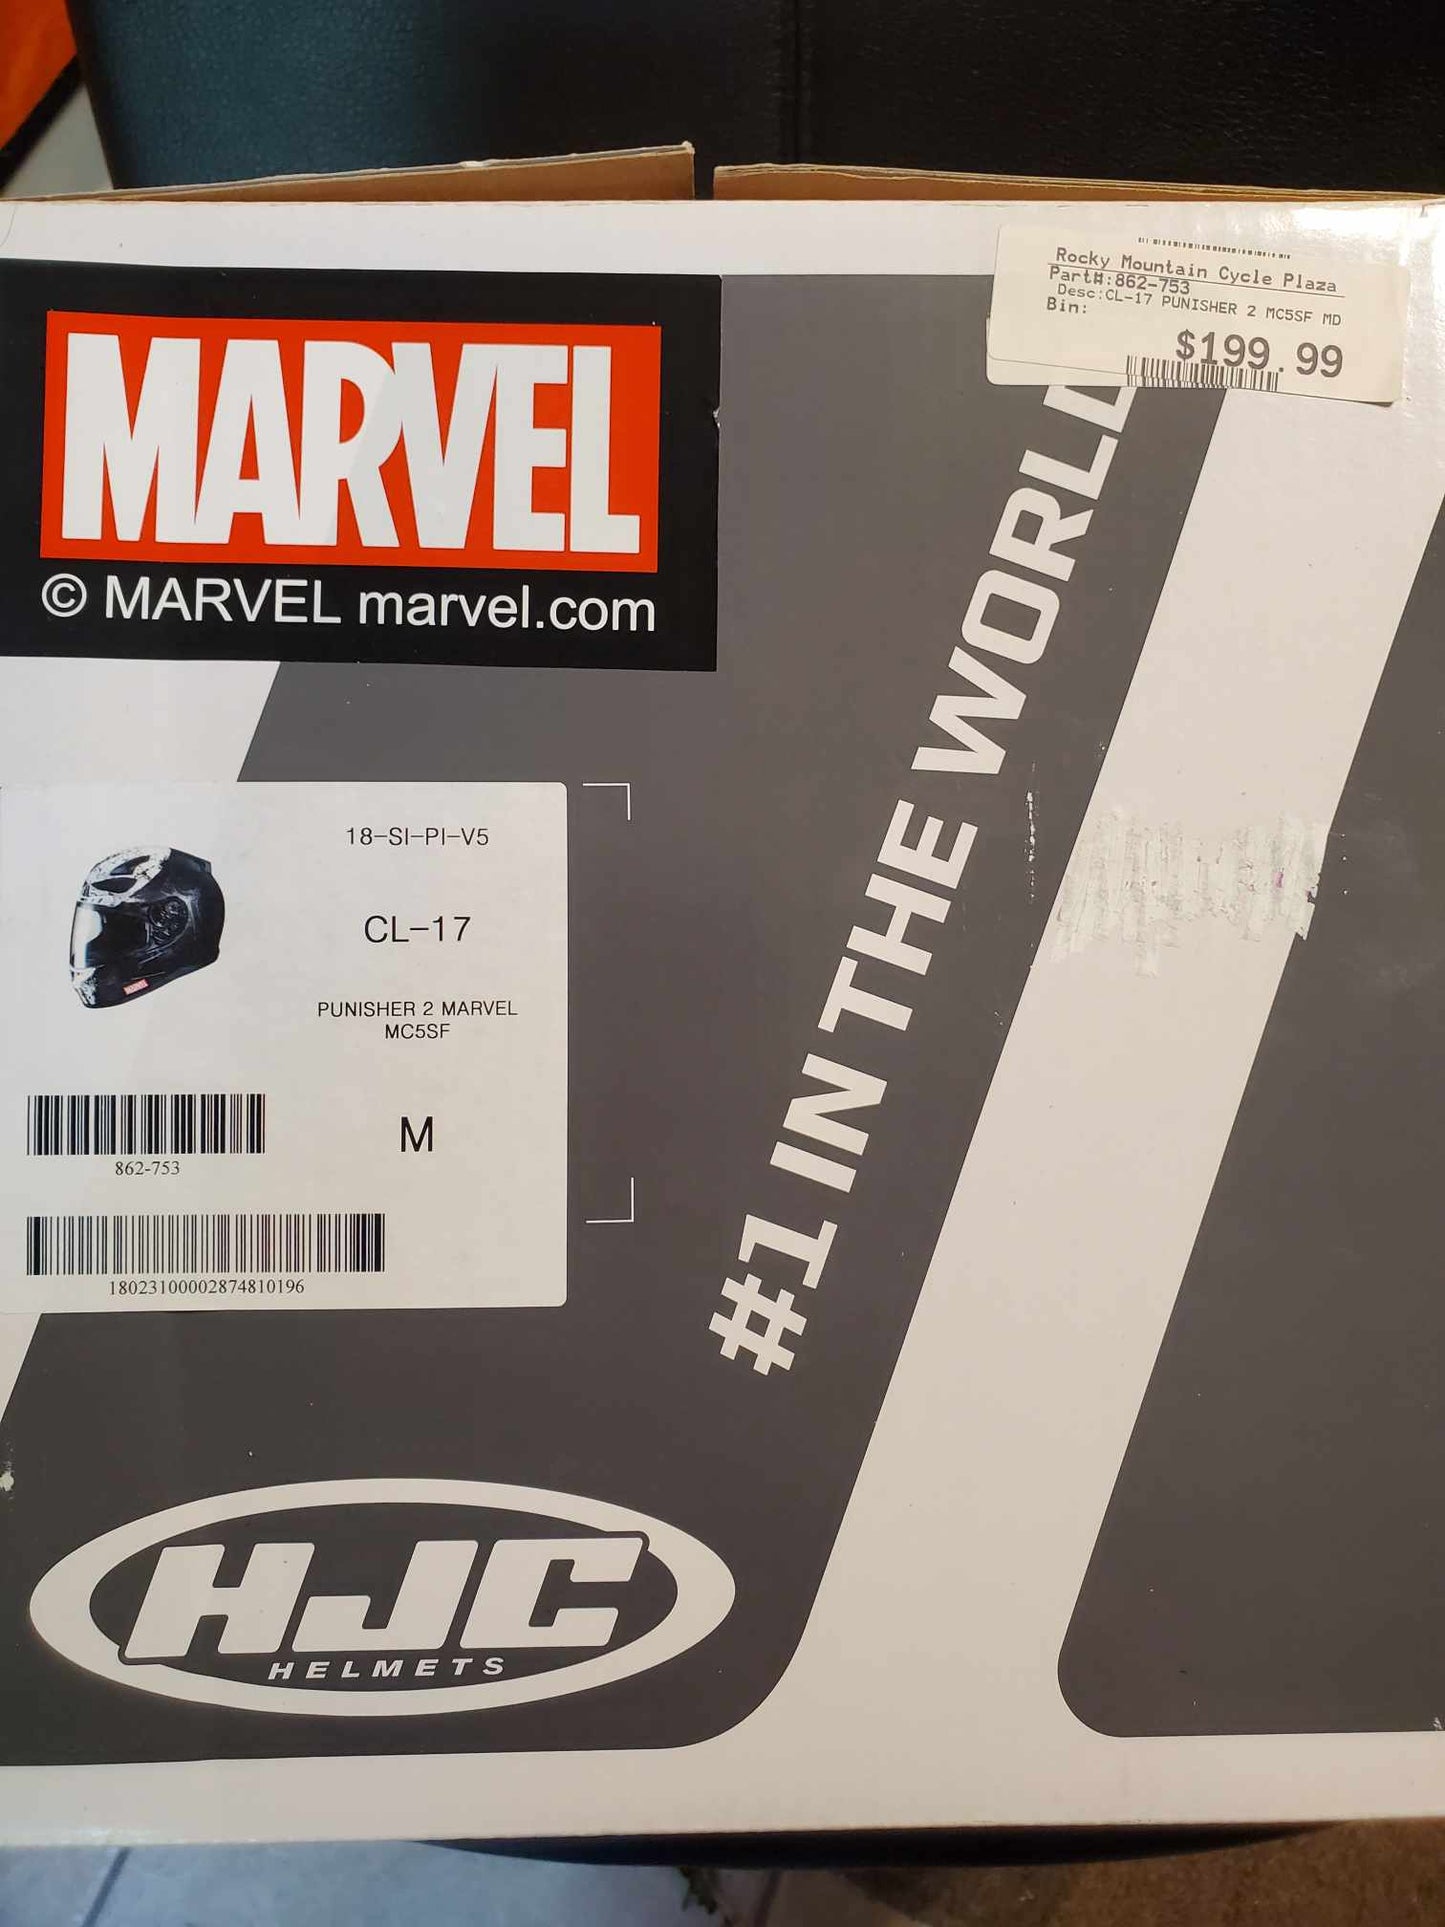 Rocky Mountain Cycle Plaza
Part#:862-753
Desc:CL-17 PUNISHER 2 MC5SF MD
Bin:
$199.99
MARVEL
© MARVEL marvel.com
#1 IN THE WORLD
18-SI-PI-V5
CL-17
PUNISHER 2 MARVEL
MC5SF
MARVEL
M
862-753
18023100002874810196
HJC
HELMETS